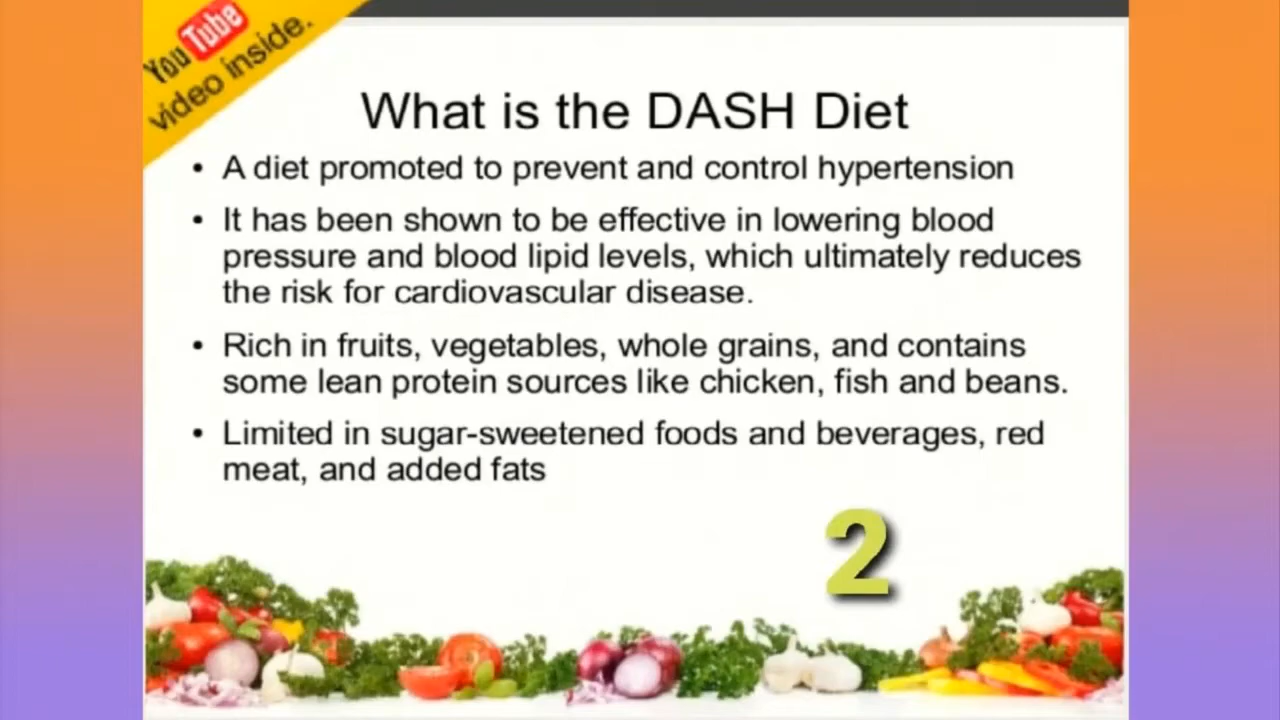 YouTube
video inside.
What is the DASH Diet
• A diet promoted to prevent and control hypertension
• It has been shown to be effective in lowering blood
pressure and blood lipid levels, which ultimately reduces
the risk for cardiovascular disease.
• Rich in fruits, vegetables, whole grains, and contains
some lean protein sources like chicken, fish and beans.
• Limited in sugar-sweetened foods and beverages, red
meat, and added fats
2